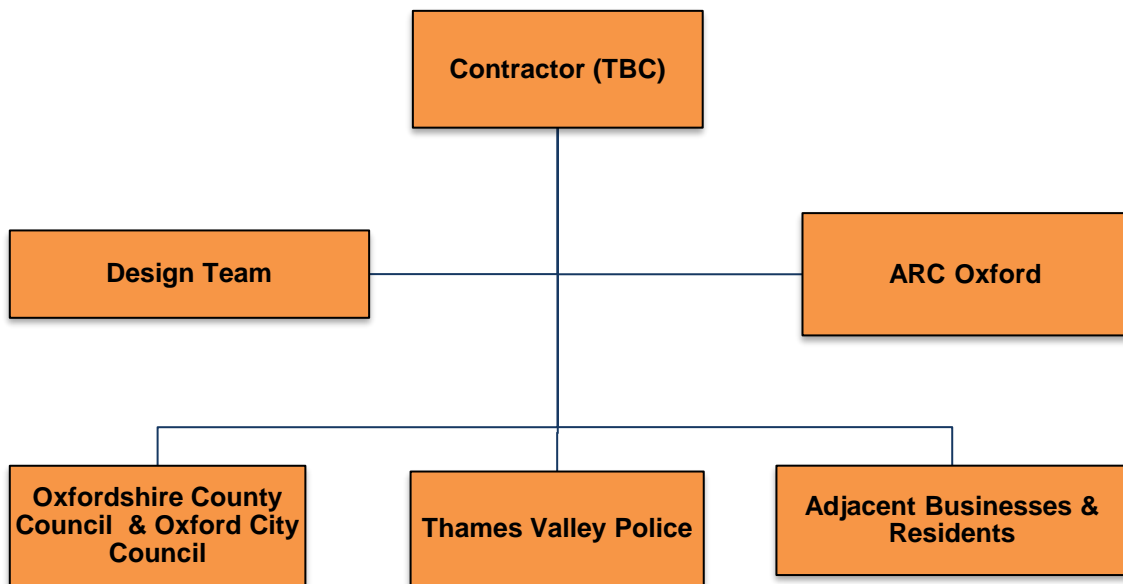 Contractor (TBC)
Design Team
ARC Oxford
Oxfordshire County
Council & Oxford City
Council
Thames Valley Police
Adjacent Businesses &
Residents